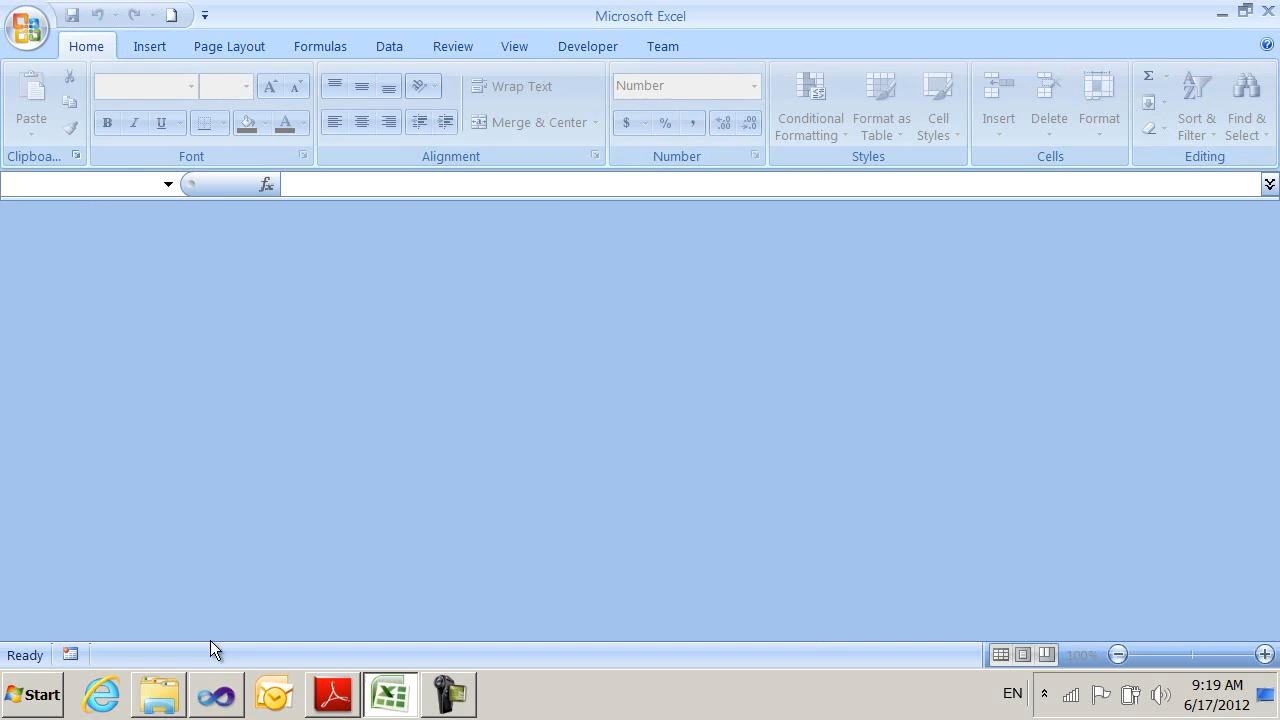 Microsoft Excel
Home Insert Page Layout Formulas Data Review View Developer Team
Paste
Clipboa...
B I U
Font
Wrap Text
Merge & Center
Alignment
Number
$ % ,
Number
Conditional Formatting
Format as Table
Cell Styles
Styles
Insert
Delete
Format
Cells
Σ
Sort & Filter
Find & Select
Editing
fx
Ready
100%
Start
EN
9:19 AM
6/17/2012